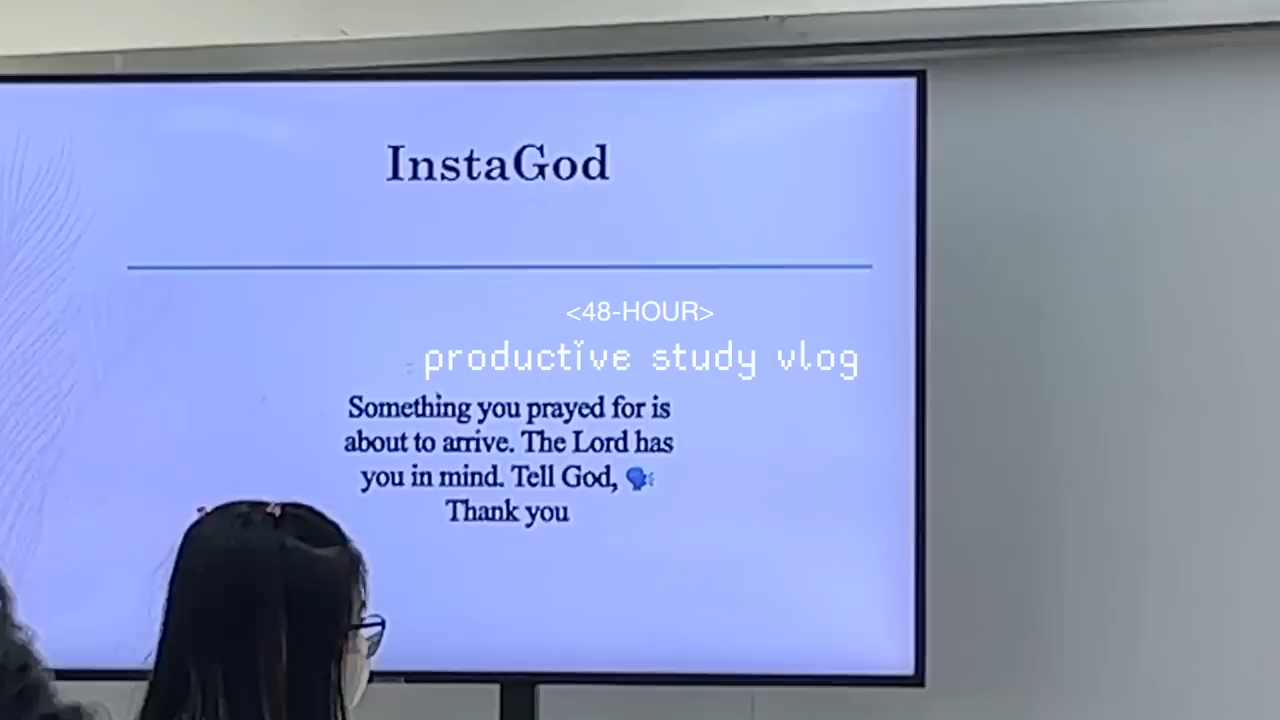 InstaGod
<48-HOUR>
productive study vlog
Something you prayed for is
about to arrive. The Lord has
you in mind. Tell God, 🗣
Thank you